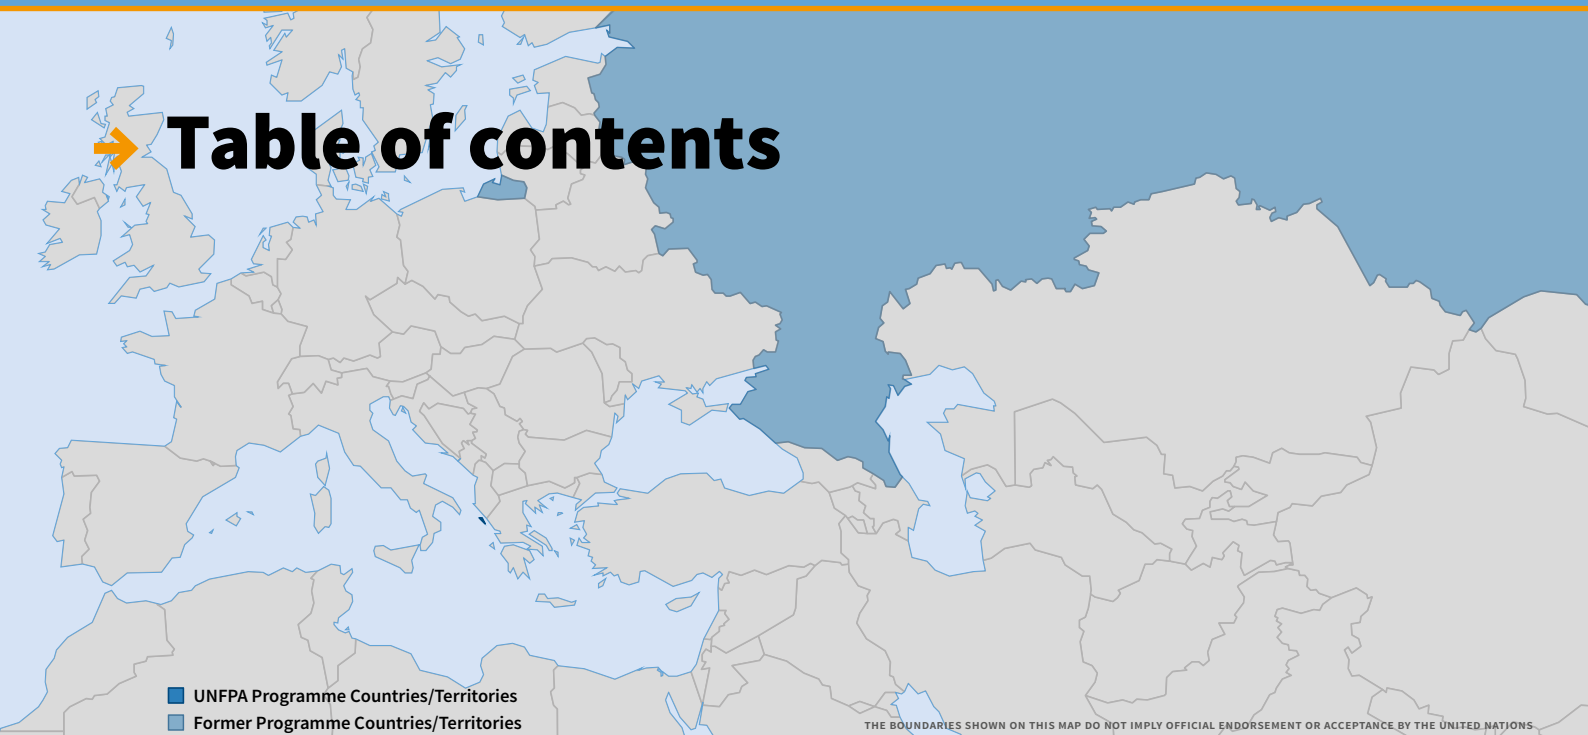 Table of contents
UNFPA Programme Countries/Territories
Former Programme Countries/Territories
THE BOUNDARIES SHOWN ON THIS MAP DO NOT IMPLY OFFICIAL ENDORSEMENT OR ACCEPTANCE BY THE UNITED NATIONS